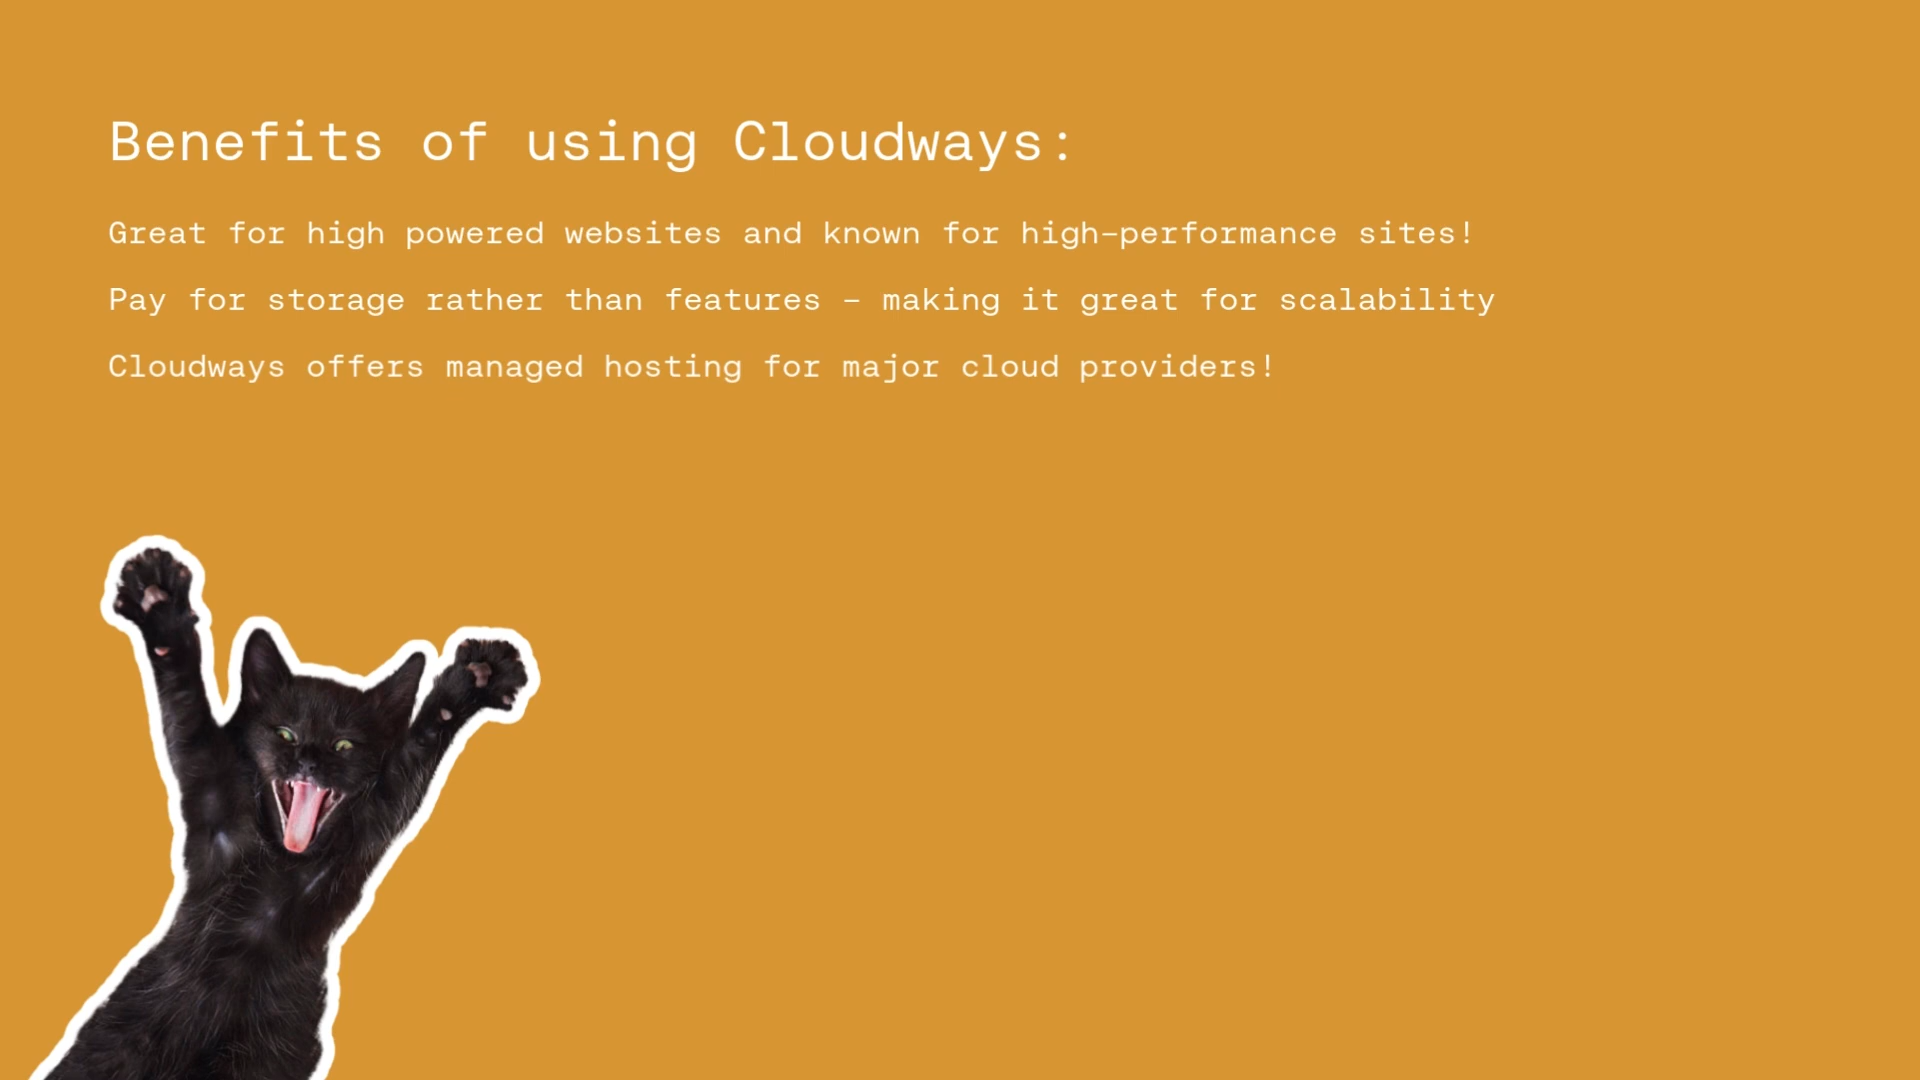 Benefits of using Cloudways:
Great for high powered websites and known for high-performance sites!
Pay for storage rather than features - making it great for scalability
Cloudways offers managed hosting for major cloud providers!